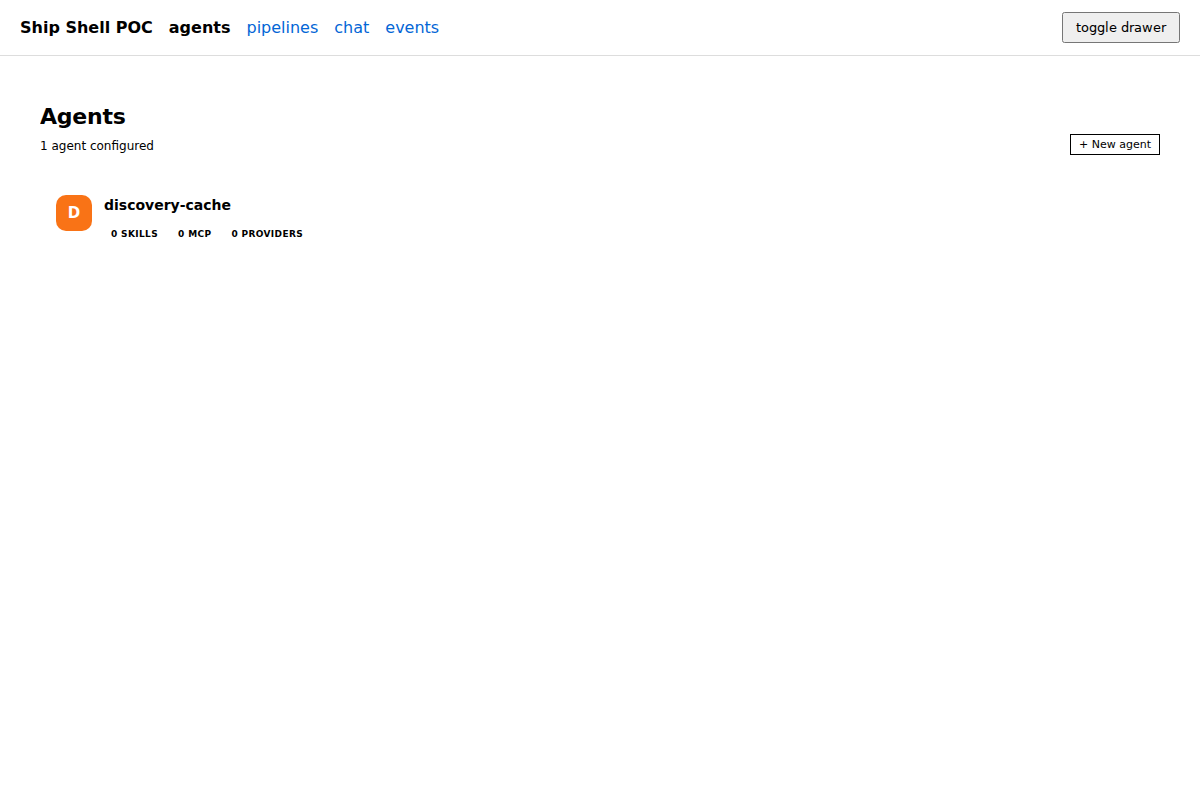 Ship Shell POC agents pipelines chat events toggle drawer
Agents
1 agent configured + New agent
D discovery-cache
0 SKILLS 0 MCP 0 PROVIDERS